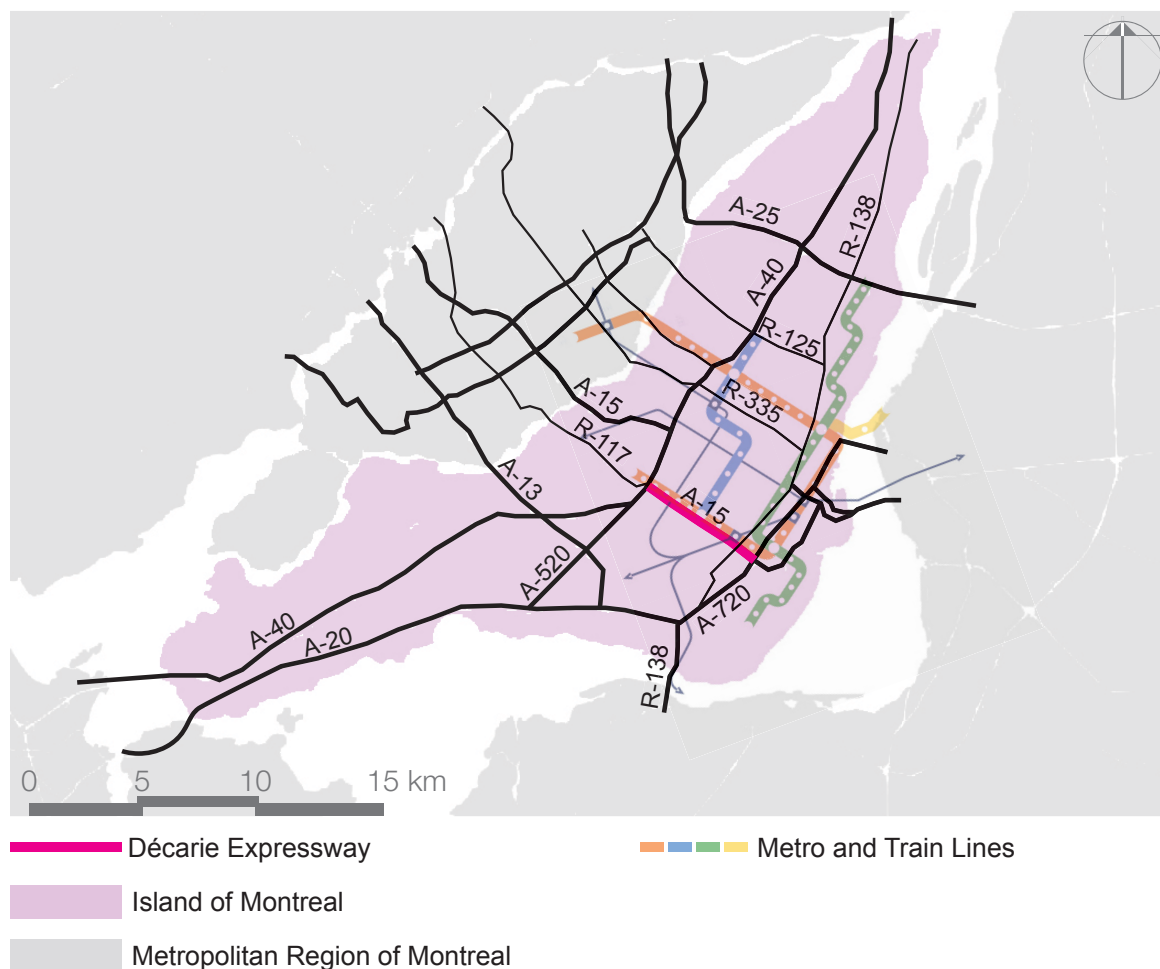 A-25
R-138
A-40
R-125
A-15
R-335
R-117
A-13
A-15
A-520
A-720
A-40
A-20
R-138
0 5 10 15 km
Décarie Expressway
Metro and Train Lines
Island of Montreal
Metropolitan Region of Montreal